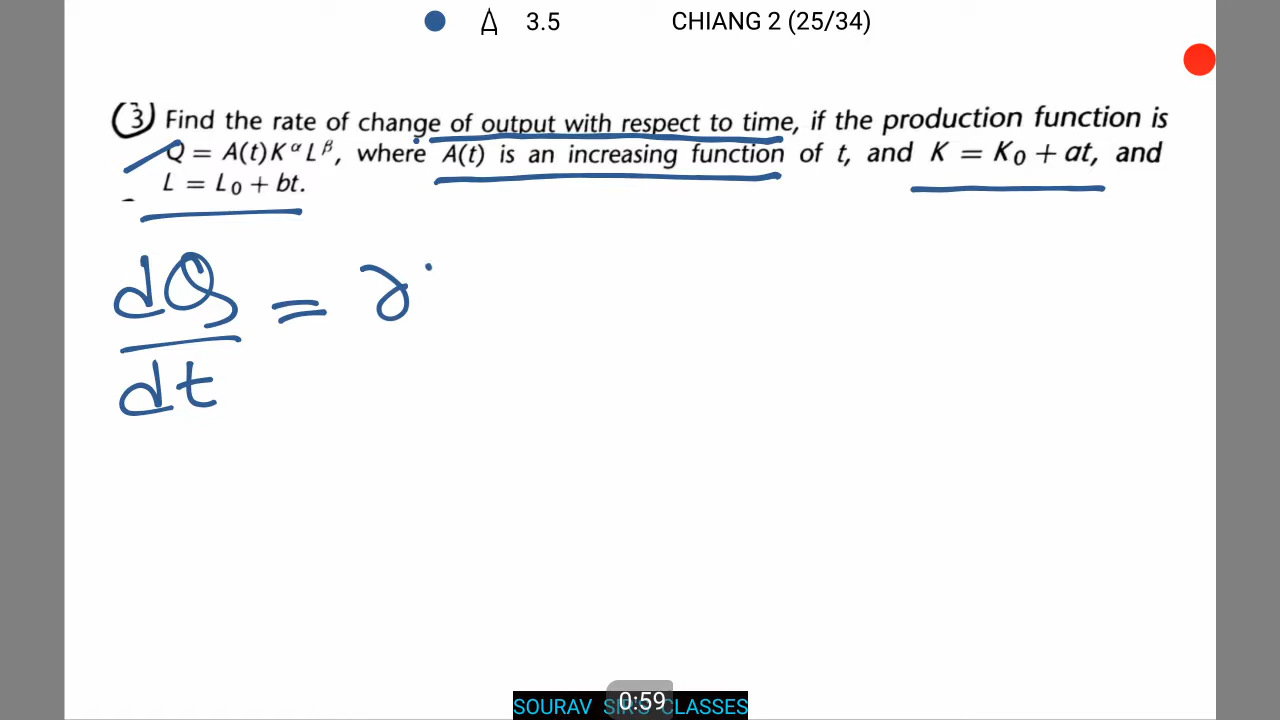 3.5 CHIANG 2 (25/34)
(3) Find the rate of change of output with respect to time, if the production function is
Q = A(t)K^α L^β, where A(t) is an increasing function of t, and K = K₀ + at, and
L = L₀ + bt.
dQ
=
dt
0:59
SOURAV SIR'S CLASSES